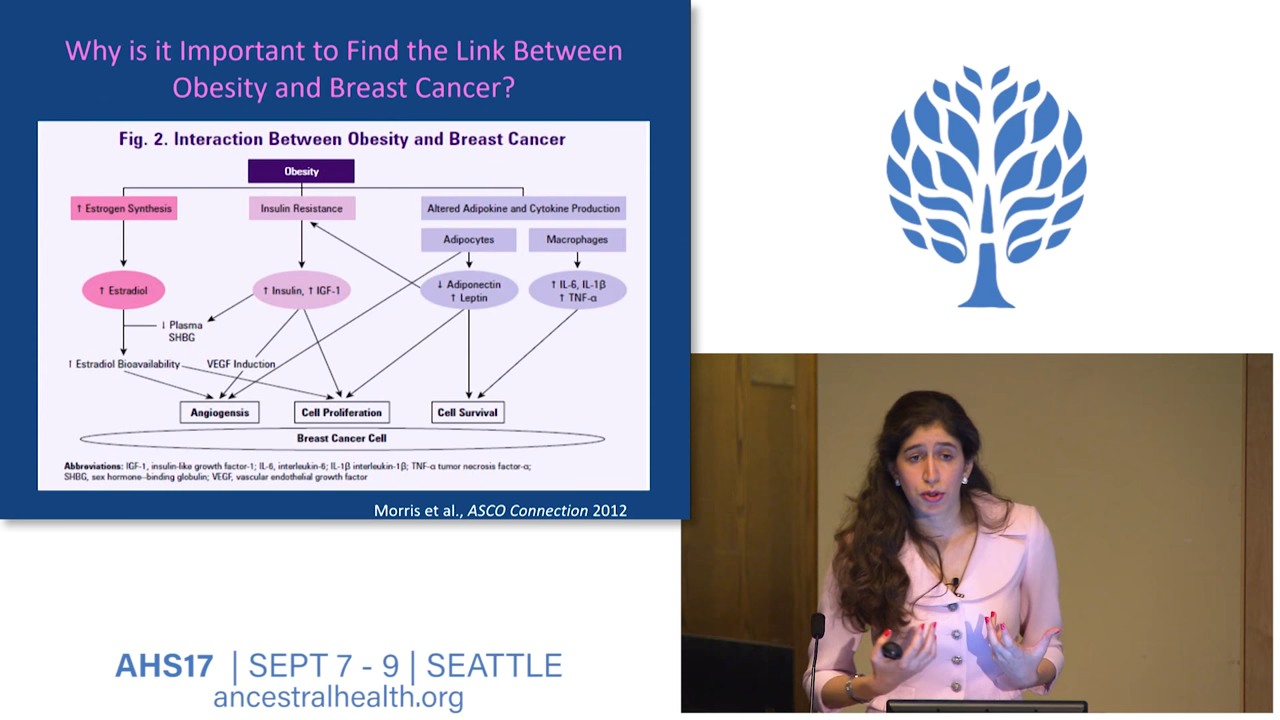 Why is it Important to Find the Link Between
Obesity and Breast Cancer?
Fig. 2. Interaction Between Obesity and Breast Cancer
Obesity
↑ Estrogen Synthesis
Insulin Resistance
Altered Adipokine and Cytokine Production
Adipocytes
Macrophages
↑ Estradiol
↑ Insulin, ↑ IGF-1
↓ Adiponectin
↑ Leptin
↑ IL-6, IL-1β
↑ TNF-α
↓ Plasma
SHBG
↑ Estradiol Bioavailability
VEGF Induction
Angiogensis
Cell Proliferation
Cell Survival
Breast Cancer Cell
Abbreviations: IGF-1, insulin-like growth factor-1; IL-6, interleukin-6; IL-1β interleukin-1β; TNF-α tumor necrosis factor-α;
SHBG, sex hormone–binding globulin; VEGF, vascular endothelial growth factor
Morris et al., ASCO Connection 2012
AHS17 | SEPT 7 - 9 | SEATTLE
ancestralhealth.org